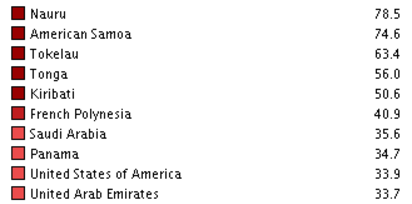 Nauru 78.5
American Samoa 74.6
Tokelau 63.4
Tonga 56.0
Kiribati 50.6
French Polynesia 40.9
Saudi Arabia 35.6
Panama 34.7
United States of America 33.9
United Arab Emirates 33.7